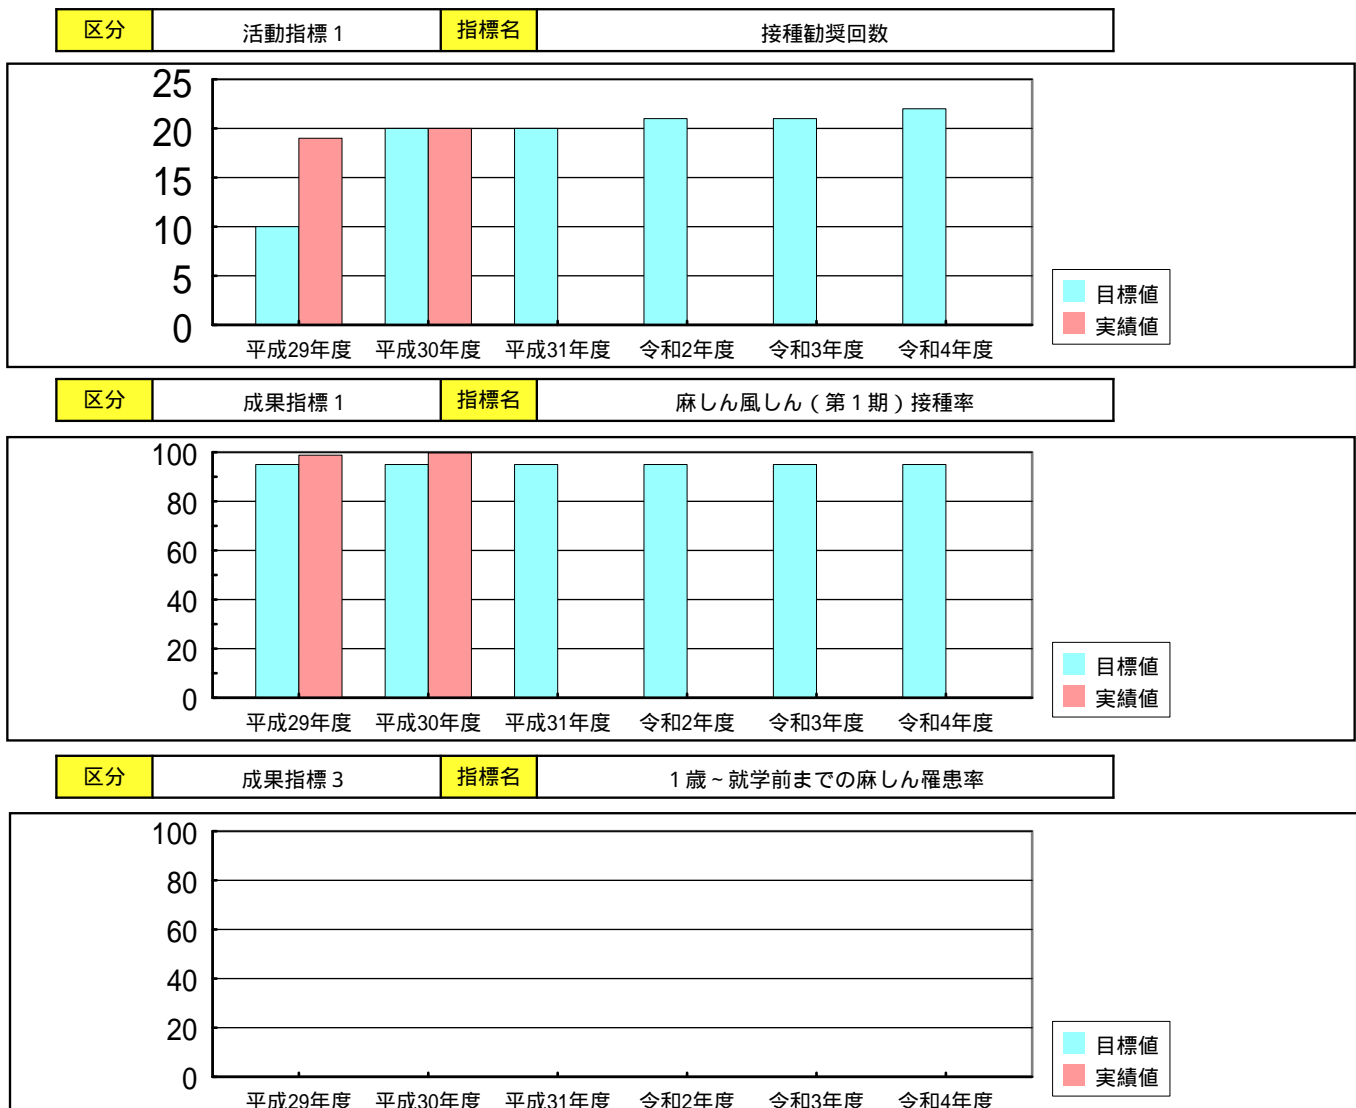 区分 活動指標１ 指標名 接種勧奨回数
25
20
15
10
5
0
平成29年度 平成30年度 平成31年度 令和2年度 令和3年度 令和4年度
目標値
実績値
区分 成果指標１ 指標名 麻しん風しん（第１期）接種率
100
80
60
40
20
0
平成29年度 平成30年度 平成31年度 令和2年度 令和3年度 令和4年度
目標値
実績値
区分 成果指標３ 指標名 １歳～就学前までの麻しん罹患率
100
80
60
40
20
0
平成29年度 平成30年度 平成31年度 令和2年度 令和3年度 令和4年度
目標値
実績値